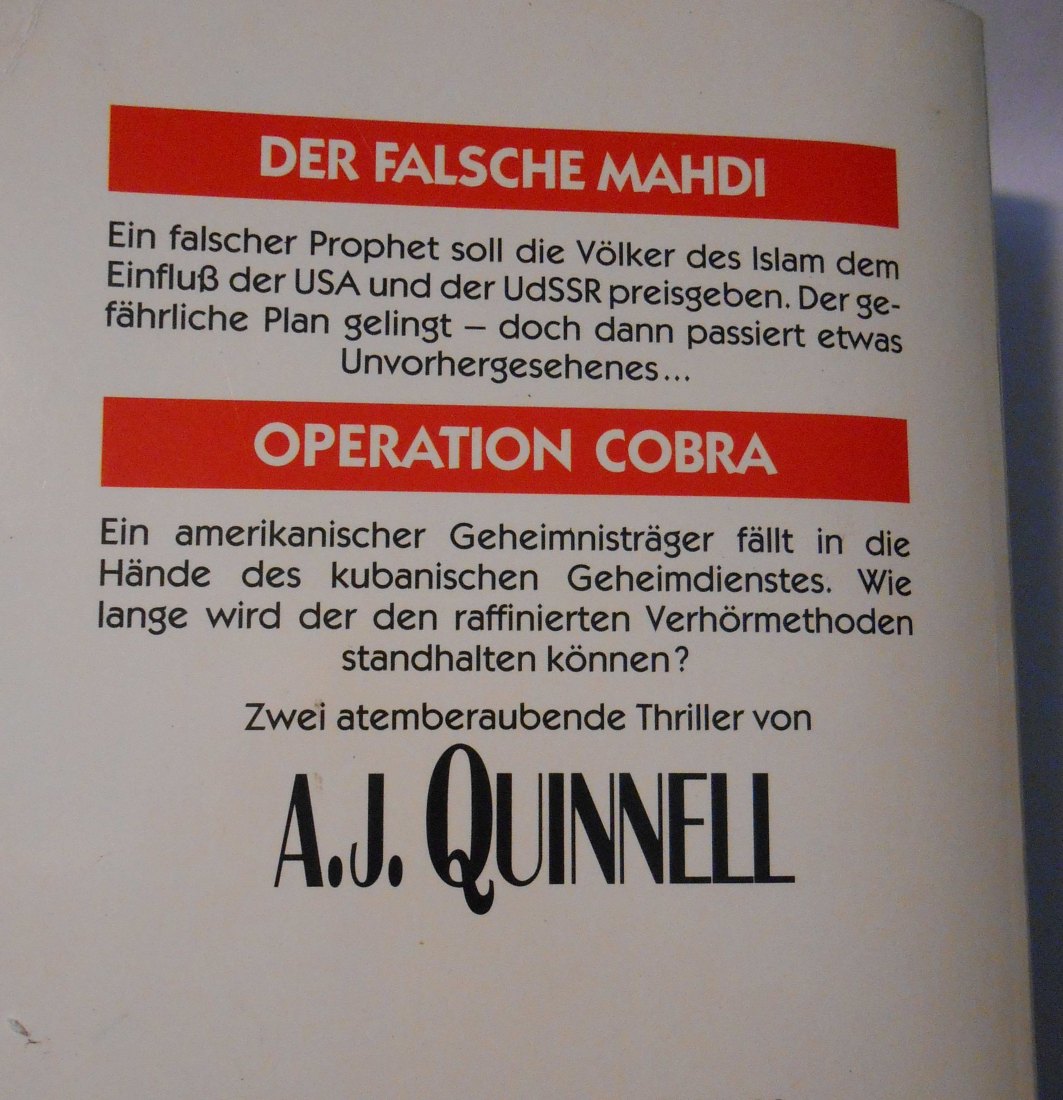 DER FALSCHE MAHDI
Ein falscher Prophet soll die Völker des Islam dem
Einfluß der USA und der UdSSR preisgeben. Der ge-
fährliche Plan gelingt – doch dann passiert etwas
Unvorhergesehenes...
OPERATION COBRA
Ein amerikanischer Geheimnisträger fällt in die
Hände des kubanischen Geheimdienstes. Wie
lange wird der den raffinierten Verhörmethoden
standhalten können?
Zwei atemberaubende Thriller von
A.J. QUINNELL